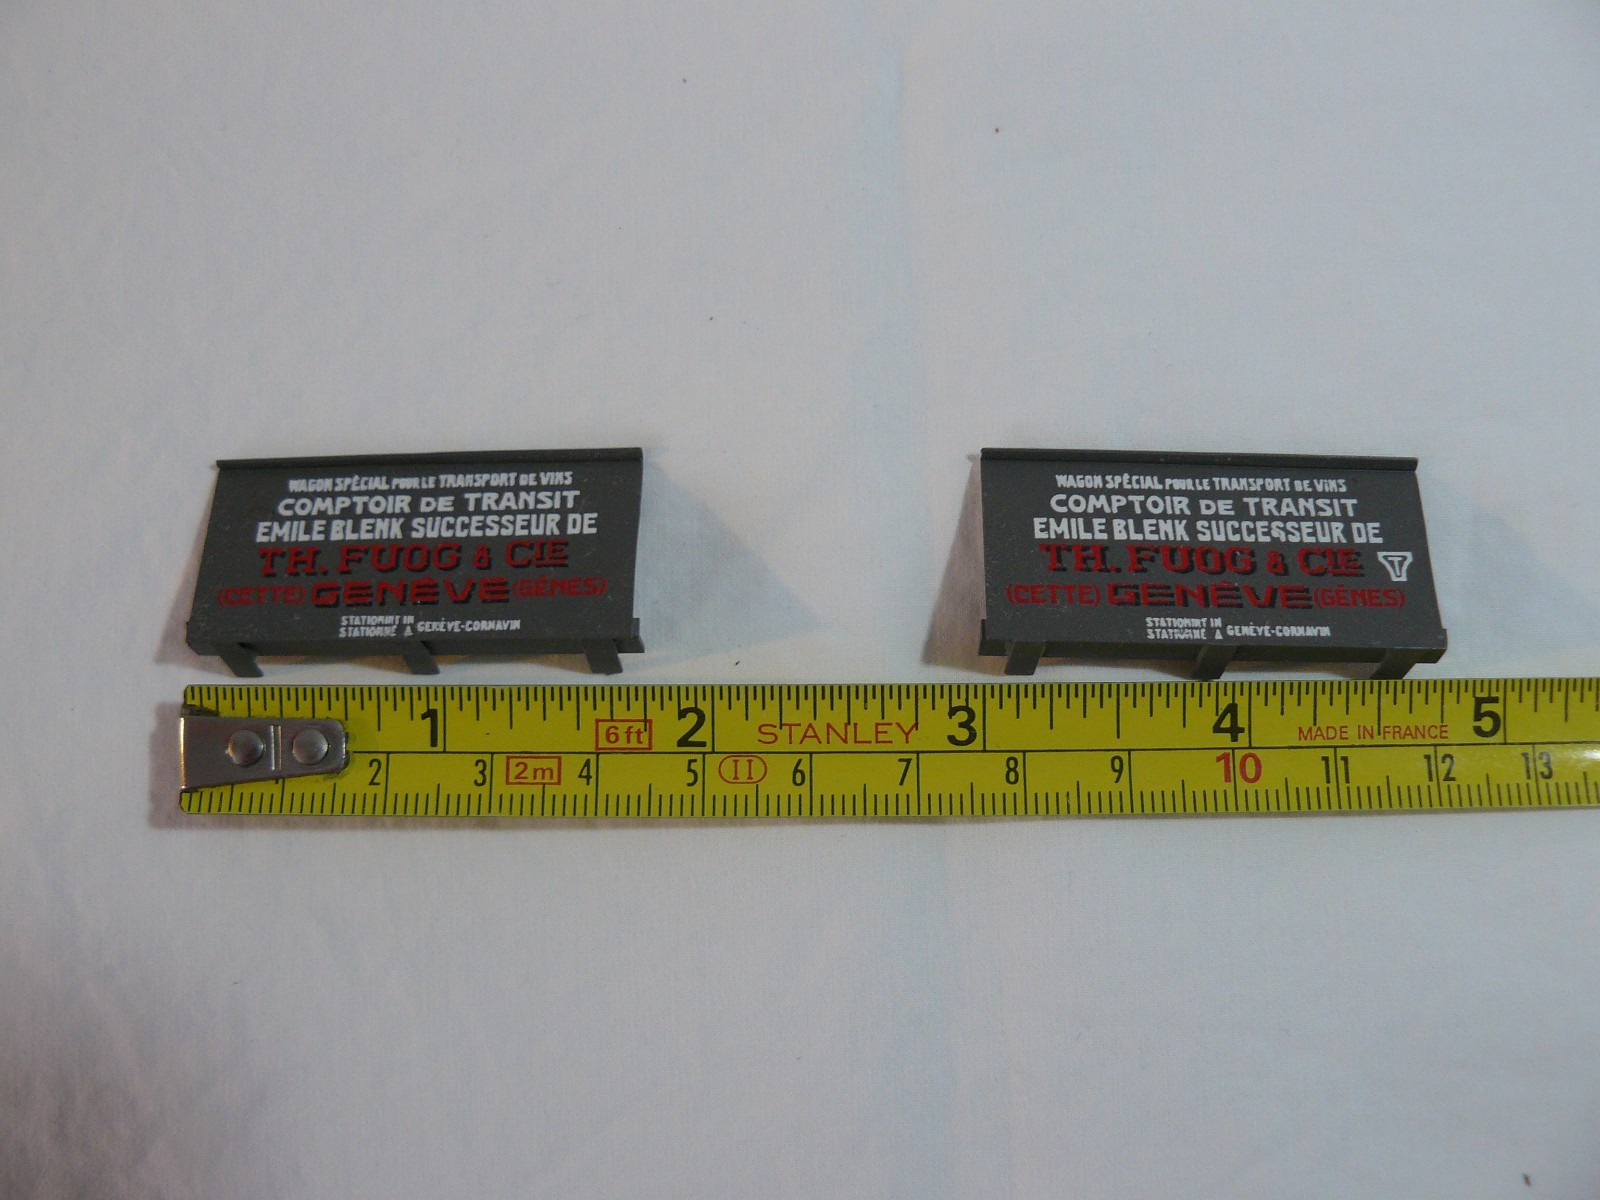 WAGON SPÉCIAL POUR LE TRANSPORT DE VINS
COMPTOIR DE TRANSIT
EMILE BLENK SUCCESSEUR DE
TH. FUOG & CIE
(CETTE) GENÈVE (GÊNES)
STATIONIRT IN
STATIONNÉ À GENÈVE-CORNAVIN
WAGON SPÉCIAL POUR LE TRANSPORT DE VINS
COMPTOIR DE TRANSIT
EMILE BLENK SUCCESSEUR DE
TH. FUOG & CIE T
(CETTE) GENÈVE (GÊNES)
STATIONIRT IN
STATIONNÉ À GENÈVE-CORNAVIN
1 6ft 2 STANLEY 3 4 MADE IN FRANCE 5
1 2 3 2m 4 5 II 6 7 8 9 10 11 12 13